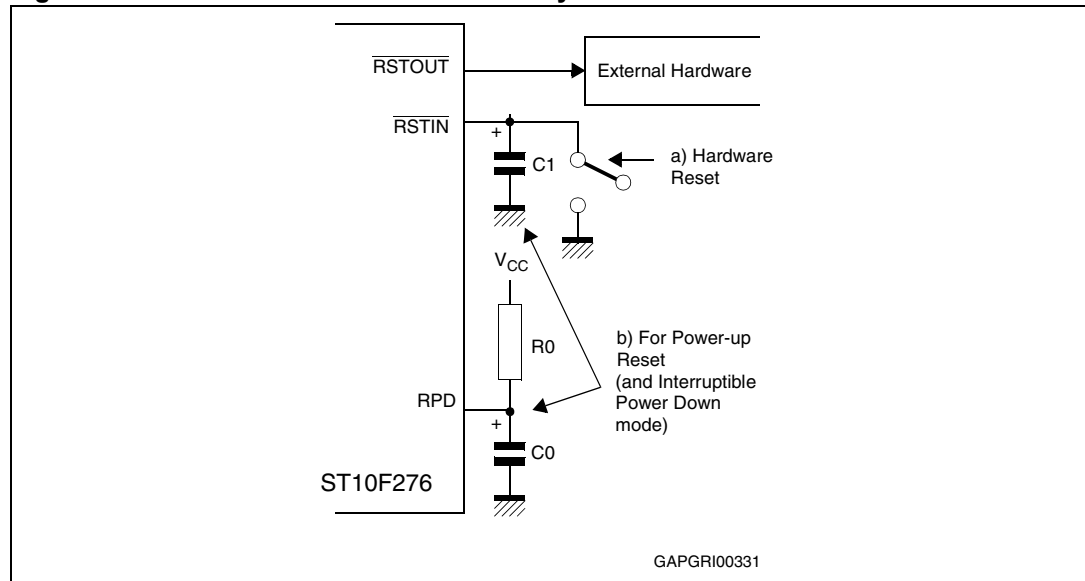 RSTOUT
External Hardware
RSTIN
+
C1
a) Hardware
Reset
VCC
R0
b) For Power-up
Reset
(and Interruptible
Power Down
mode)
RPD
+
C0
ST10F276
GAPGRI00331